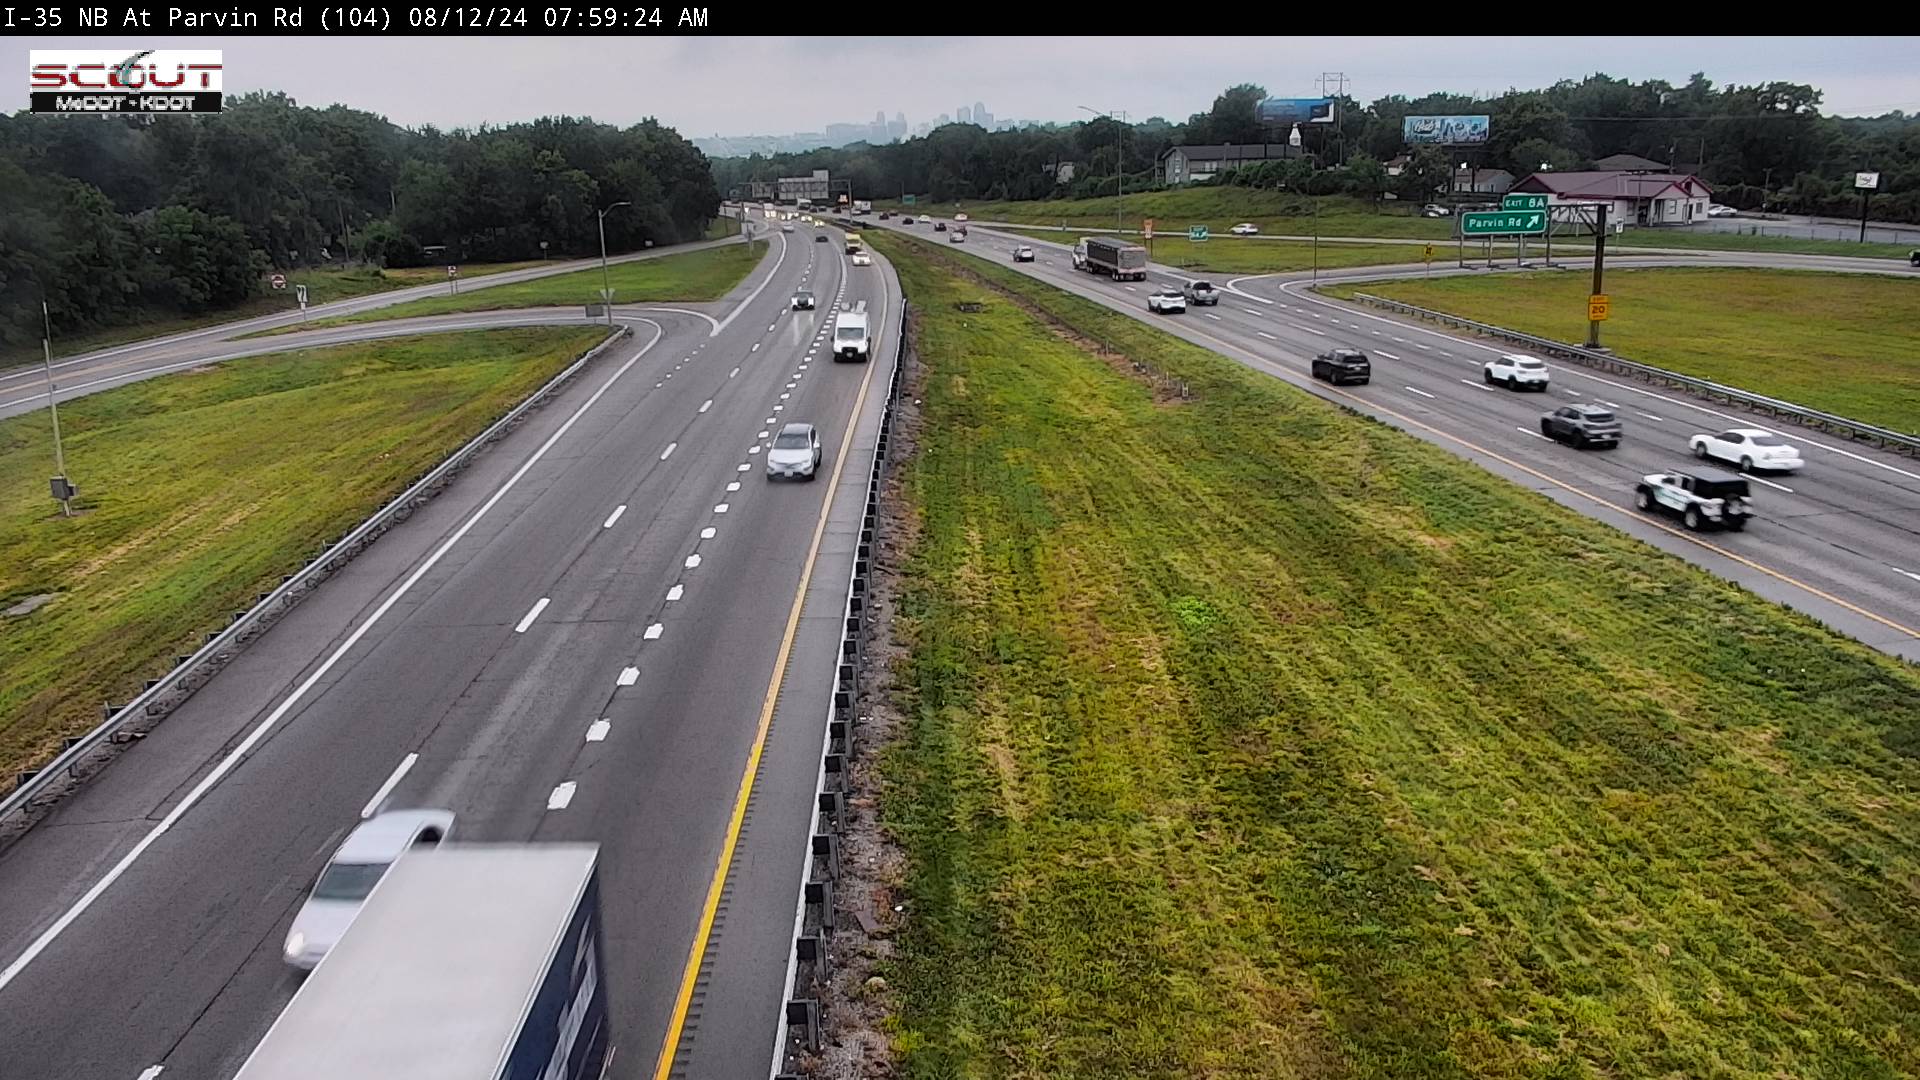 I-35 NB At Parvin Rd (104) 08/12/24 07:59:24 AM
SCOUT
MoDOT - KDOT
EXIT 8A
Parvin Rd
EXIT
20